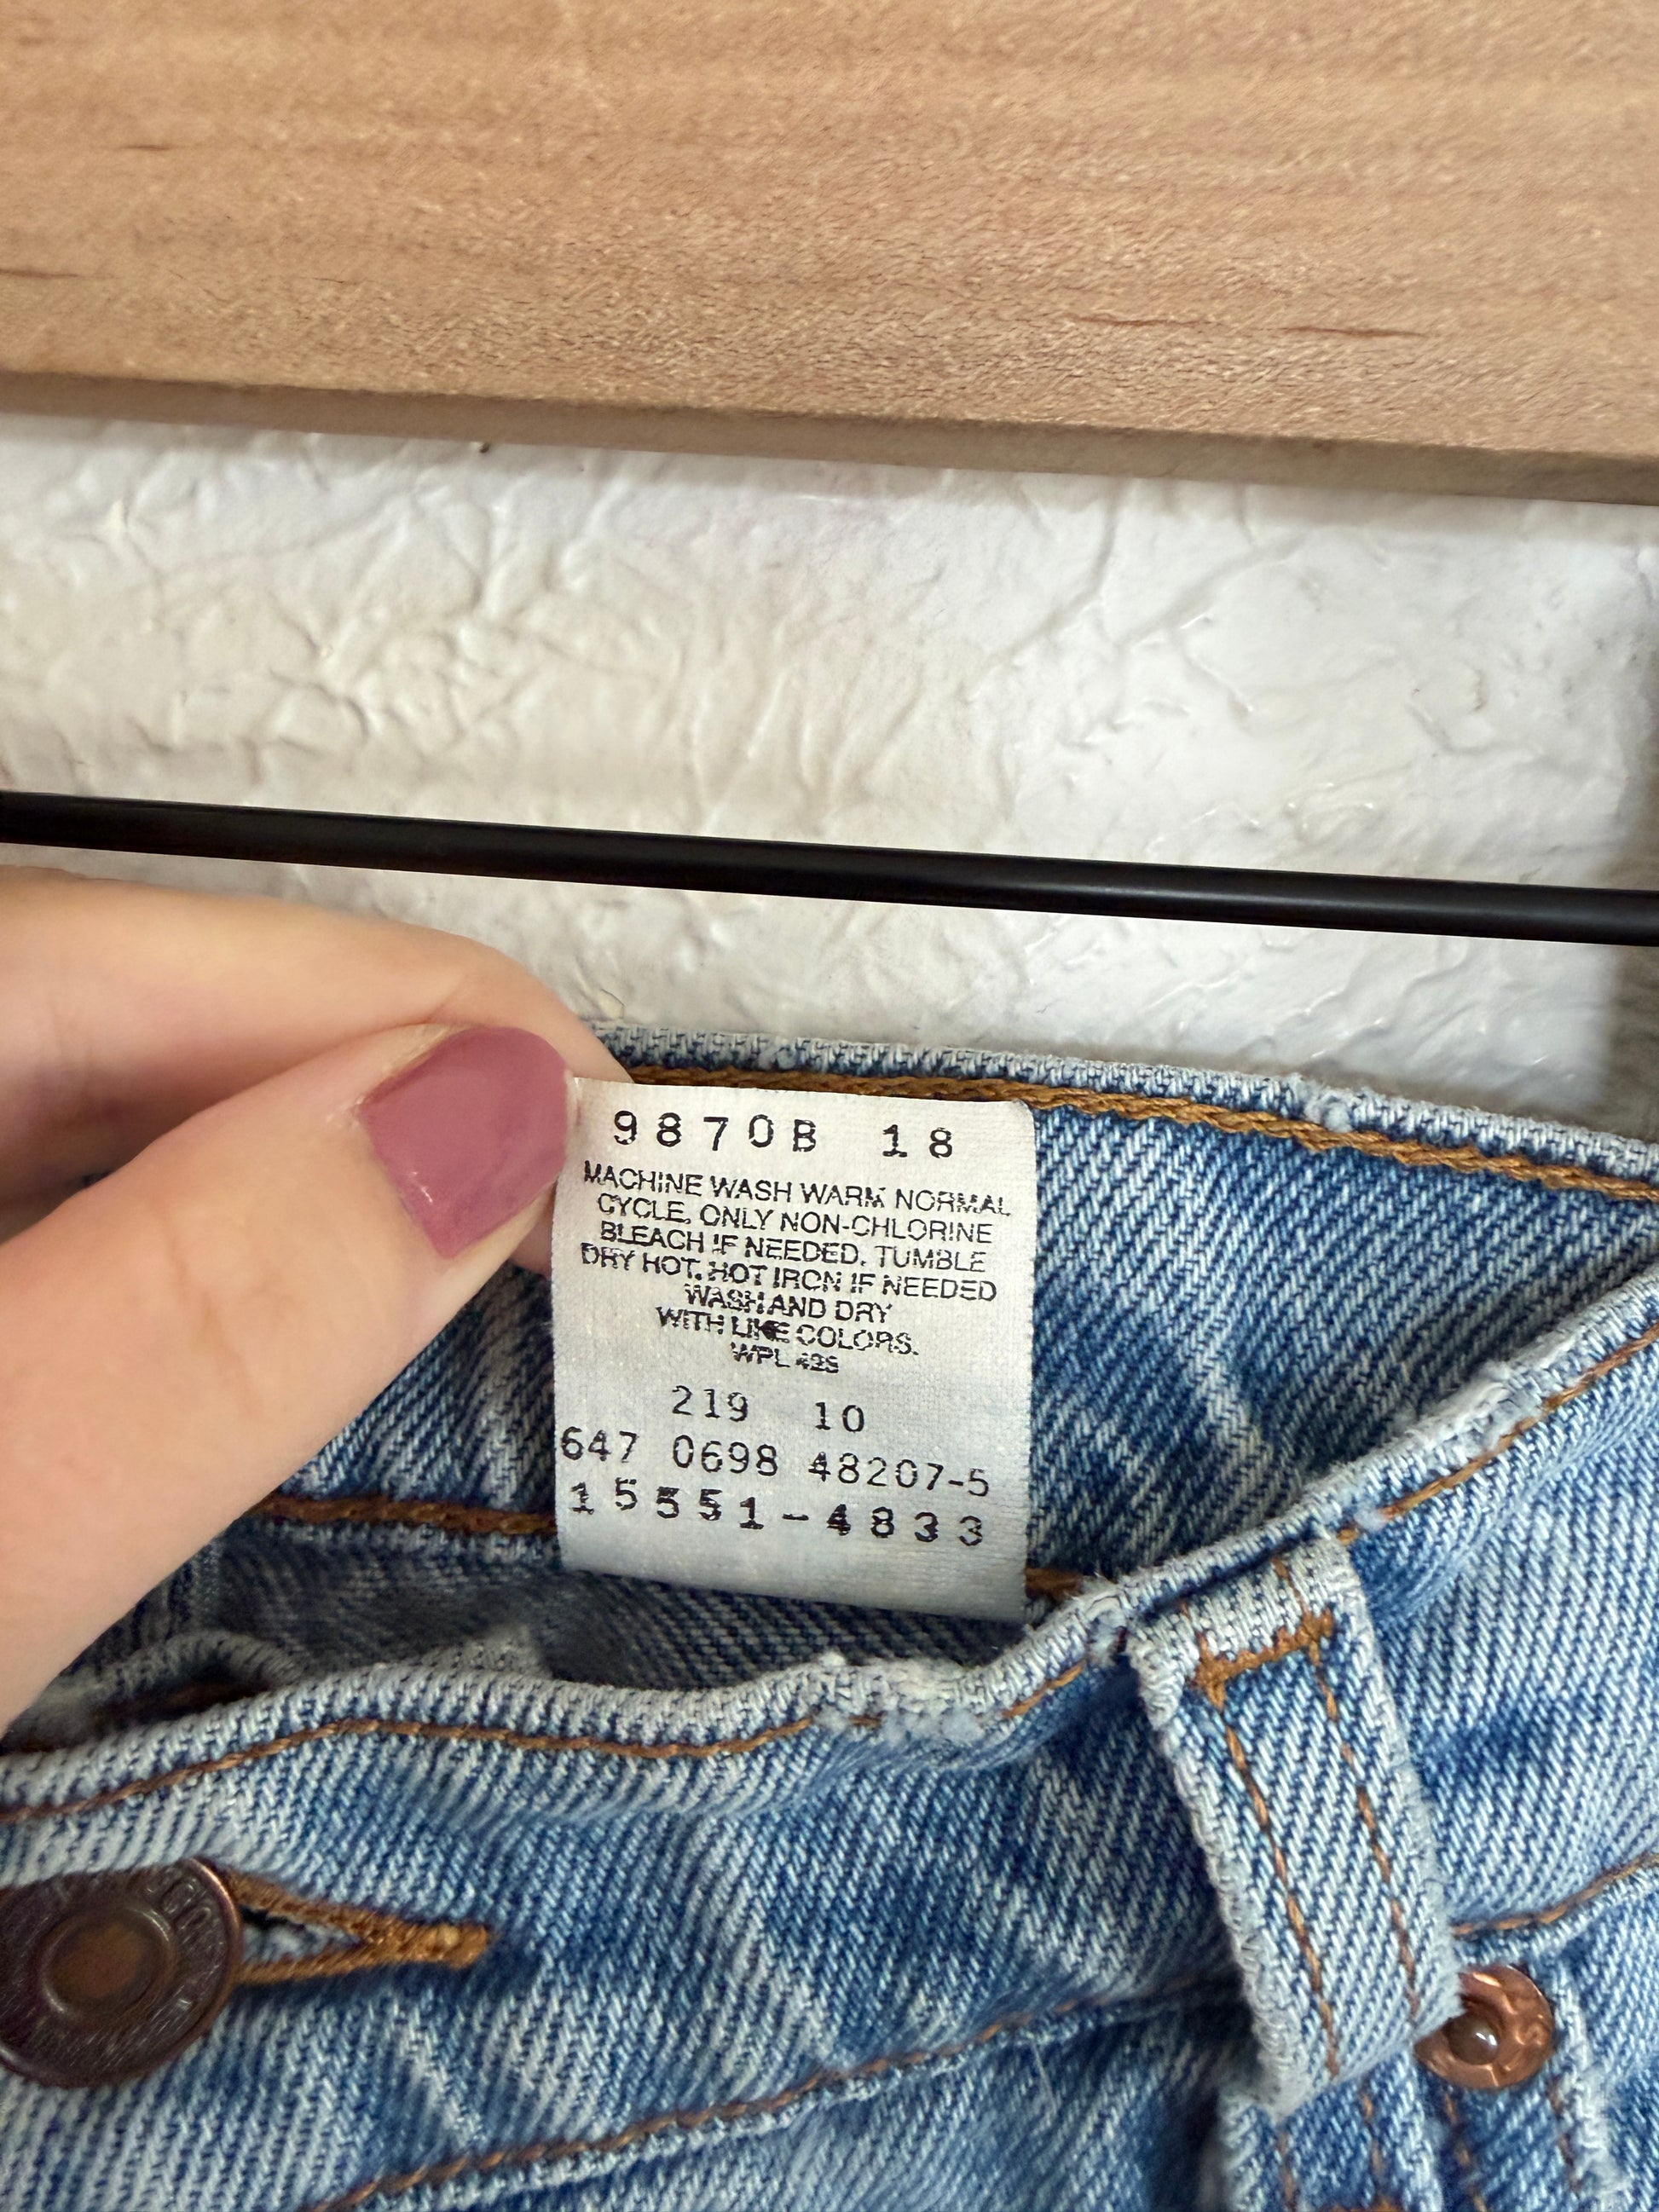 9870B 18
MACHINE WASH WARM NORMAL
CYCLE, ONLY NON-CHLORINE
BLEACH IF NEEDED. TUMBLE
DRY HOT. HOT IRON IF NEEDED
WASH AND DRY
WITH LIKE COLORS.
WPL 423
219 10
647 0698 48207-5
15551-4833